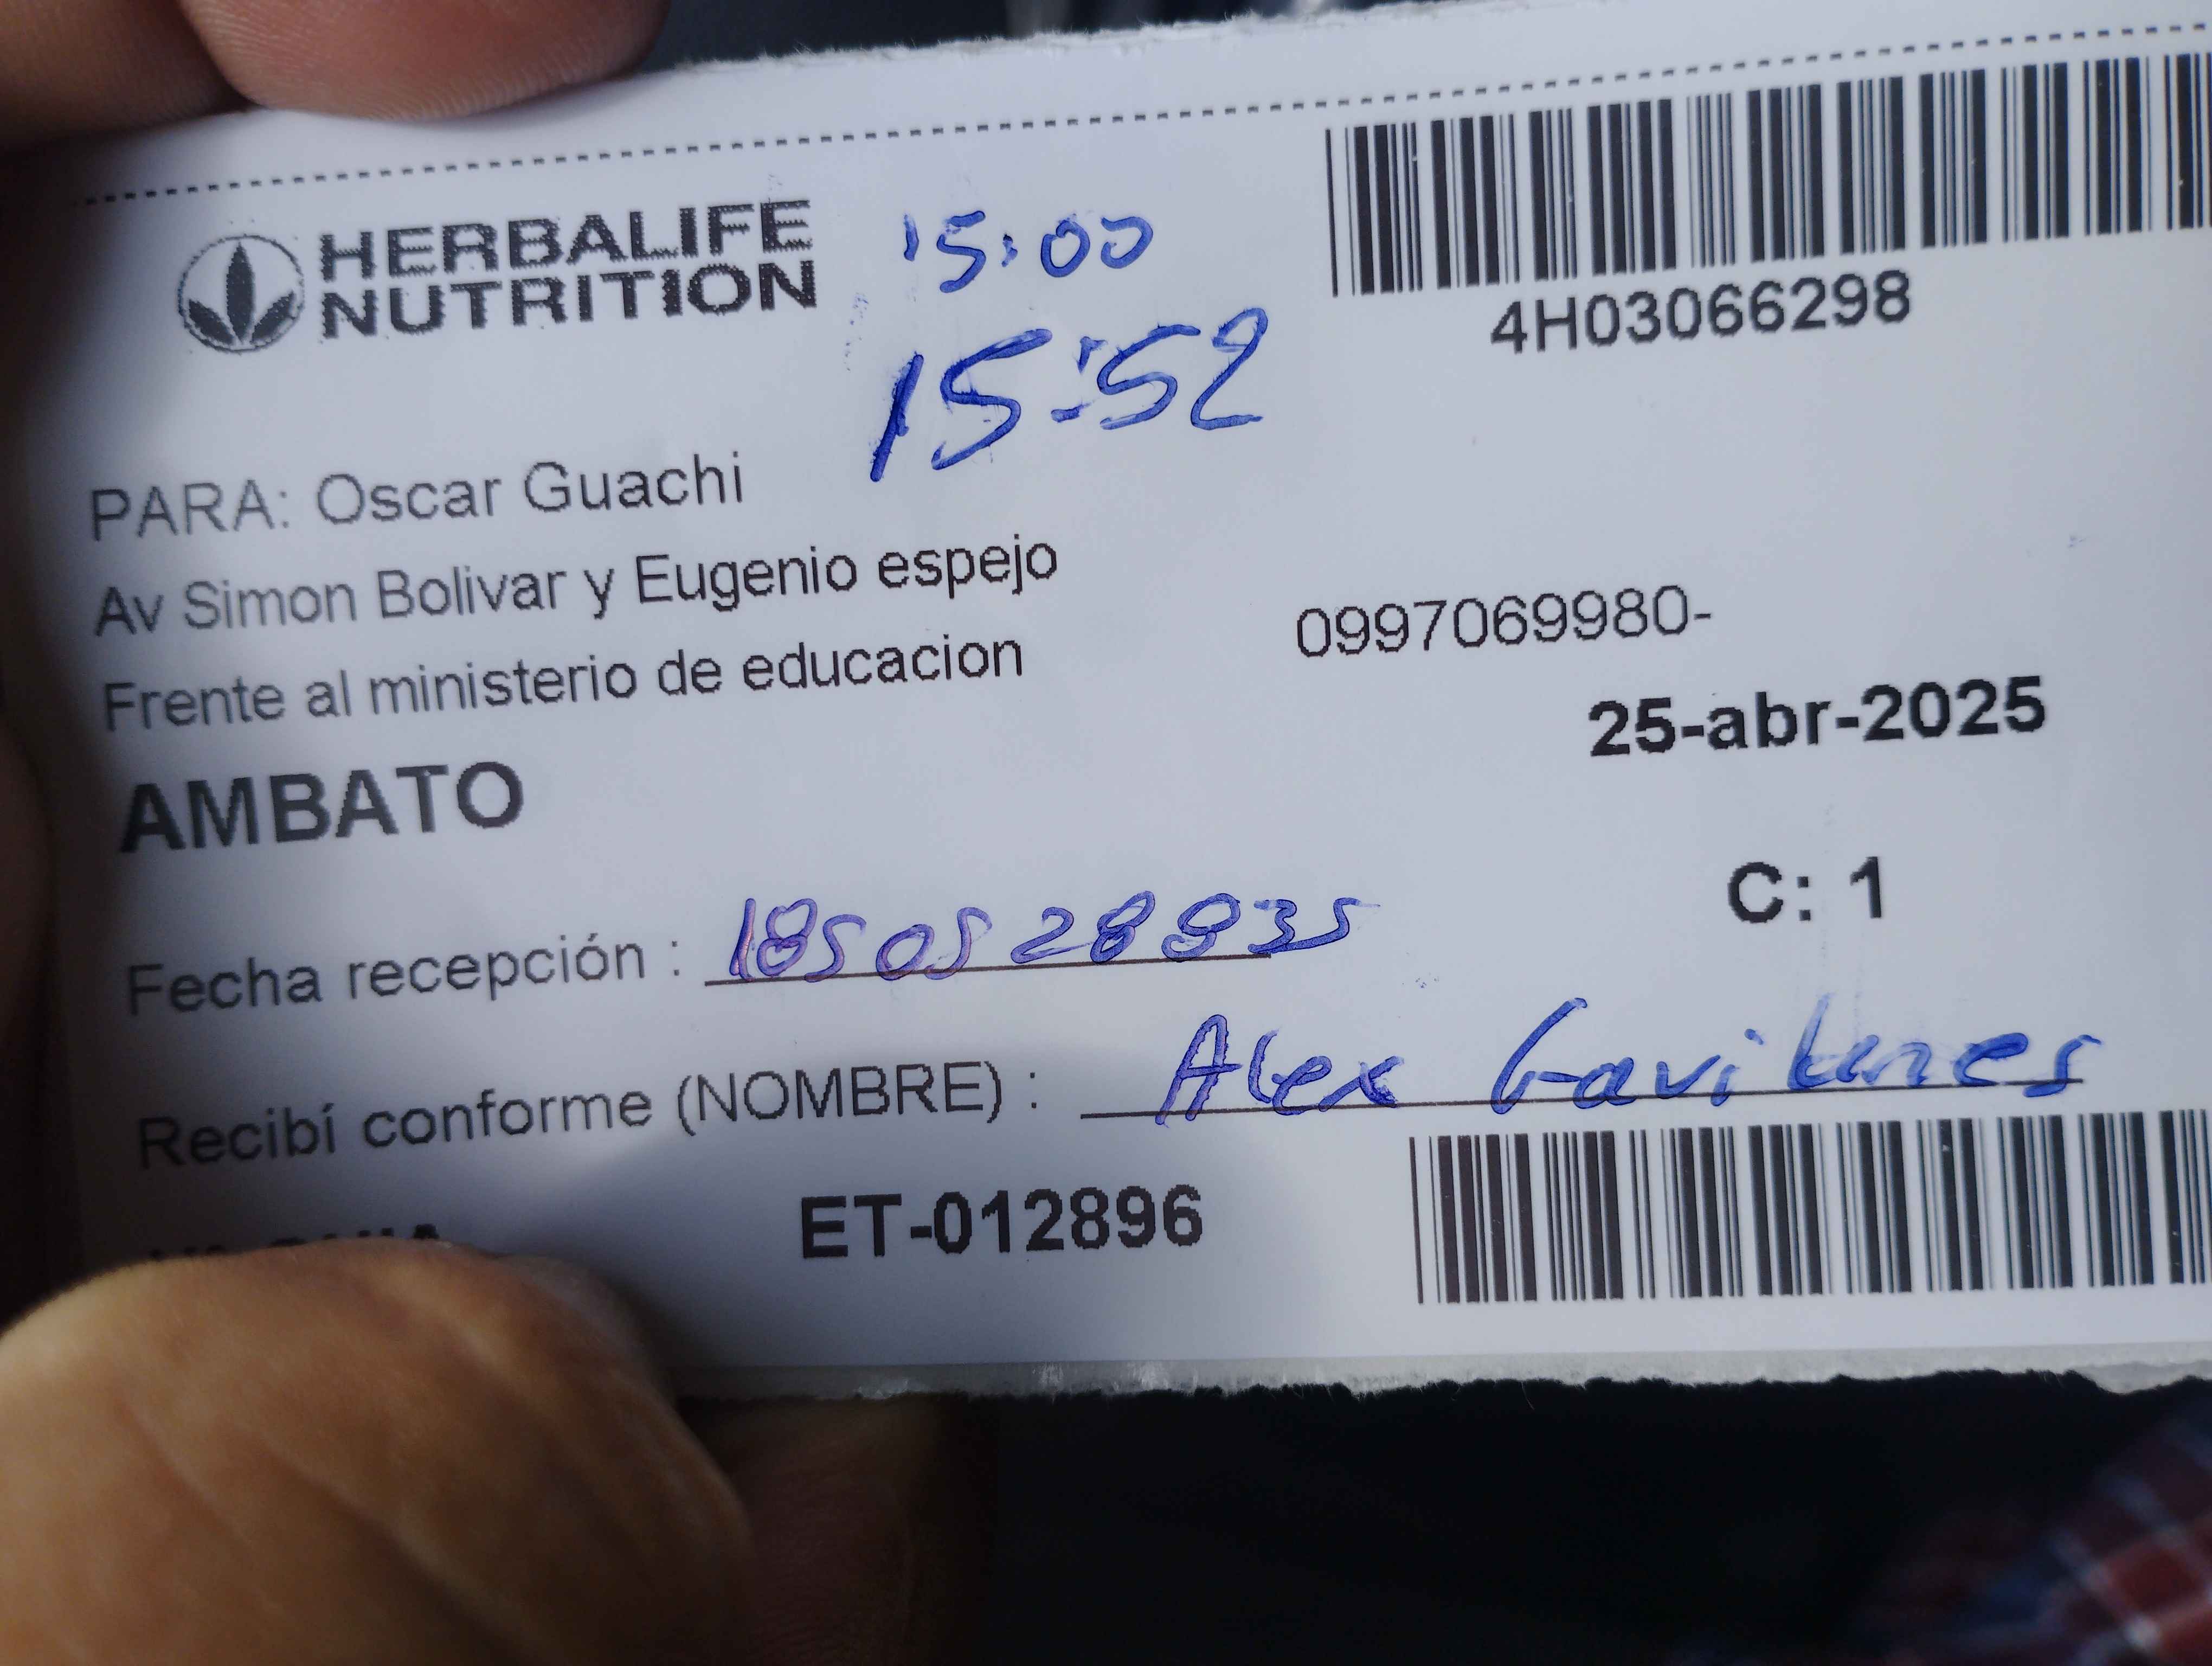 HERBALIFE
NUTRITION
15:00
15:52
4H03066298
PARA: Oscar Guachi
Av Simon Bolivar y Eugenio espejo
Frente al ministerio de educacion
0997069980-
25-abr-2025
AMBATO
C: 1
Fecha recepción : 1850528835
Recibí conforme (NOMBRE) : Alex Gavilanes
ET-012896